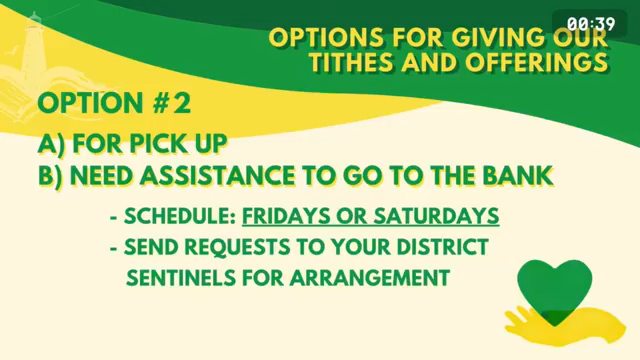 00:39
OPTIONS FOR GIVING OUR
TITHES AND OFFERINGS
OPTION #2
A) FOR PICK UP
B) NEED ASSISTANCE TO GO TO THE BANK
- SCHEDULE: FRIDAYS OR SATURDAYS
- SEND REQUESTS TO YOUR DISTRICT
SENTINELS FOR ARRANGEMENT